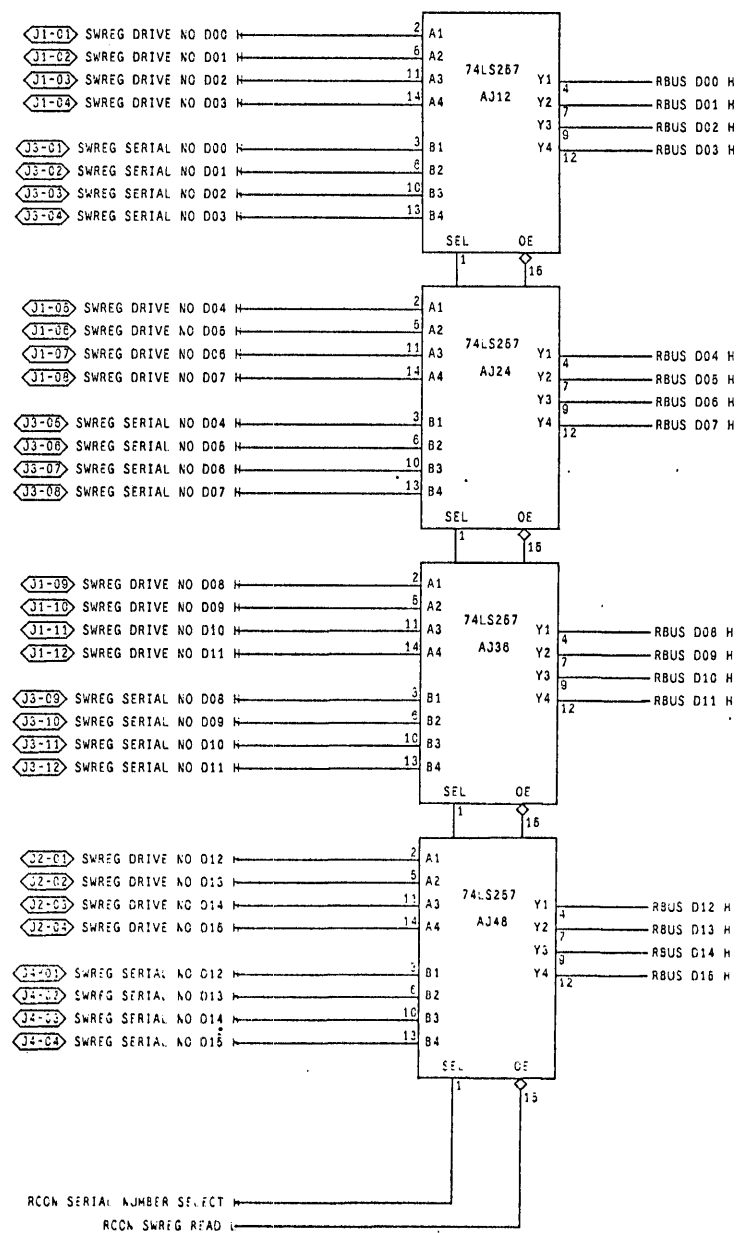 J1-01 SWREG DRIVE NO D00 H 2 A1
J1-02 SWREG DRIVE NO D01 H 5 A2
J1-03 SWREG DRIVE NO D02 H 11 A3
J1-04 SWREG DRIVE NO D03 H 14 A4
74LS257
AJ12
Y1 4 RBUS D00 H
Y2 7 RBUS D01 H
Y3 9 RBUS D02 H
Y4 12 RBUS D03 H
J3-01 SWREG SERIAL NO D00 H 3 B1
J3-02 SWREG SERIAL NO D01 H 6 B2
J3-03 SWREG SERIAL NO D02 H 10 B3
J3-04 SWREG SERIAL NO D03 H 13 B4
SEL OE
1 15
J1-05 SWREG DRIVE NO D04 H 2 A1
J1-06 SWREG DRIVE NO D05 H 5 A2
J1-07 SWREG DRIVE NO D06 H 11 A3
J1-08 SWREG DRIVE NO D07 H 14 A4
74LS257
AJ24
Y1 4 RBUS D04 H
Y2 7 RBUS D05 H
Y3 9 RBUS D06 H
Y4 12 RBUS D07 H
J3-05 SWREG SERIAL NO D04 H 3 B1
J3-06 SWREG SERIAL NO D05 H 6 B2
J3-07 SWREG SERIAL NO D06 H 10 B3
J3-08 SWREG SERIAL NO D07 H 13 B4
SEL OE
1 15
J1-09 SWREG DRIVE NO D08 H 2 A1
J1-10 SWREG DRIVE NO D09 H 5 A2
J1-11 SWREG DRIVE NO D10 H 11 A3
J1-12 SWREG DRIVE NO D11 H 14 A4
74LS257
AJ36
Y1 4 RBUS D08 H
Y2 7 RBUS D09 H
Y3 9 RBUS D10 H
Y4 12 RBUS D11 H
J3-09 SWREG SERIAL NO D08 H 3 B1
J3-10 SWREG SERIAL NO D09 H 6 B2
J3-11 SWREG SERIAL NO D10 H 10 B3
J3-12 SWREG SERIAL NO D11 H 13 B4
SEL OE
1 15
J2-01 SWREG DRIVE NO D12 H 2 A1
J2-02 SWREG DRIVE NO D13 H 5 A2
J2-03 SWREG DRIVE NO D14 H 11 A3
J2-04 SWREG DRIVE NO D15 H 14 A4
74LS257
AJ48
Y1 4 RBUS D12 H
Y2 7 RBUS D13 H
Y3 9 RBUS D14 H
Y4 12 RBUS D15 H
J4-01 SWREG SERIAL NO D12 H 3 B1
J4-02 SWREG SERIAL NO D13 H 6 B2
J4-03 SWREG SERIAL NO D14 H 10 B3
J4-04 SWREG SERIAL NO D15 H 13 B4
SEL OE
1 15
RCON SERIAL NUMBER SELECT H
RCON SWREG READ L